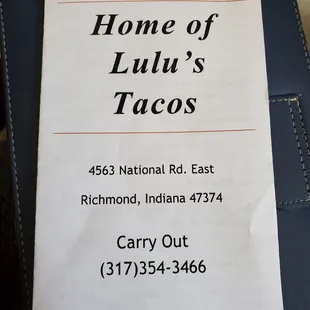 Home of
Lulu's
Tacos
4563 National Rd. East
Richmond, Indiana 47374
Carry Out
(317)354-3466